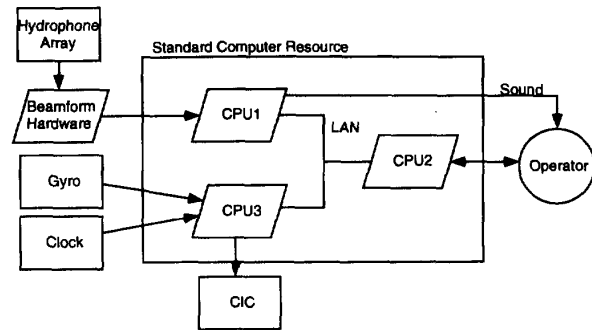 Hydrophone
Array
Standard Computer Resource
Beamform
Hardware
CPU1
Sound
LAN
CPU2
Operator
Gyro
CPU3
Clock
CIC